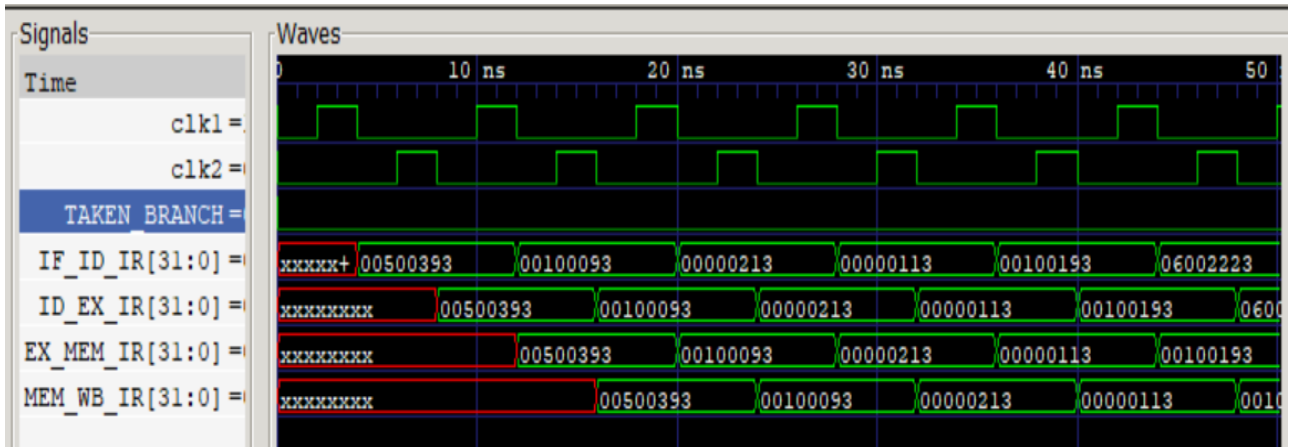 Signals Waves
Time 0 10 ns 20 ns 30 ns 40 ns 50
clk1 =
clk2 =
TAKEN_BRANCH =
IF_ID_IR[31:0] = xxxxx+ 00500393 00100093 00000213 00000113 00100193 06002223
ID_EX_IR[31:0] = xxxxxxxx 00500393 00100093 00000213 00000113 00100193 0600
EX_MEM_IR[31:0] = xxxxxxxx 00500393 00100093 00000213 00000113 00100193
MEM_WB_IR[31:0] = xxxxxxxx 00500393 00100093 00000213 00000113 0010